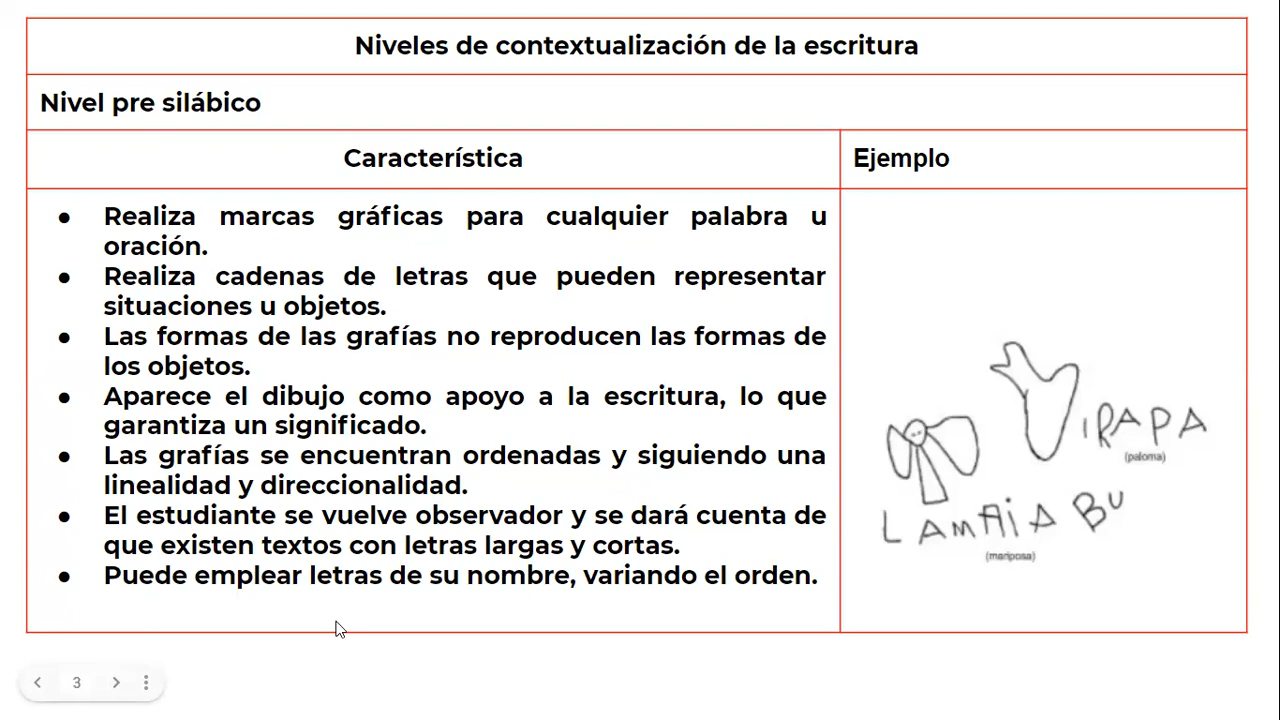 Niveles de contextualización de la escritura
Nivel pre silábico
Característica
Ejemplo
● Realiza marcas gráficas para cualquier palabra u
oración.
● Realiza cadenas de letras que pueden representar
situaciones u objetos.
● Las formas de las grafías no reproducen las formas de
los objetos.
● Aparece el dibujo como apoyo a la escritura, lo que
garantiza un significado.
● Las grafías se encuentran ordenadas y siguiendo una
linealidad y direccionalidad.
● El estudiante se vuelve observador y se dará cuenta de
que existen textos con letras largas y cortas.
● Puede emplear letras de su nombre, variando el orden.
IRAPA
(paloma)
LAMAIA BU
(mariposa)
3